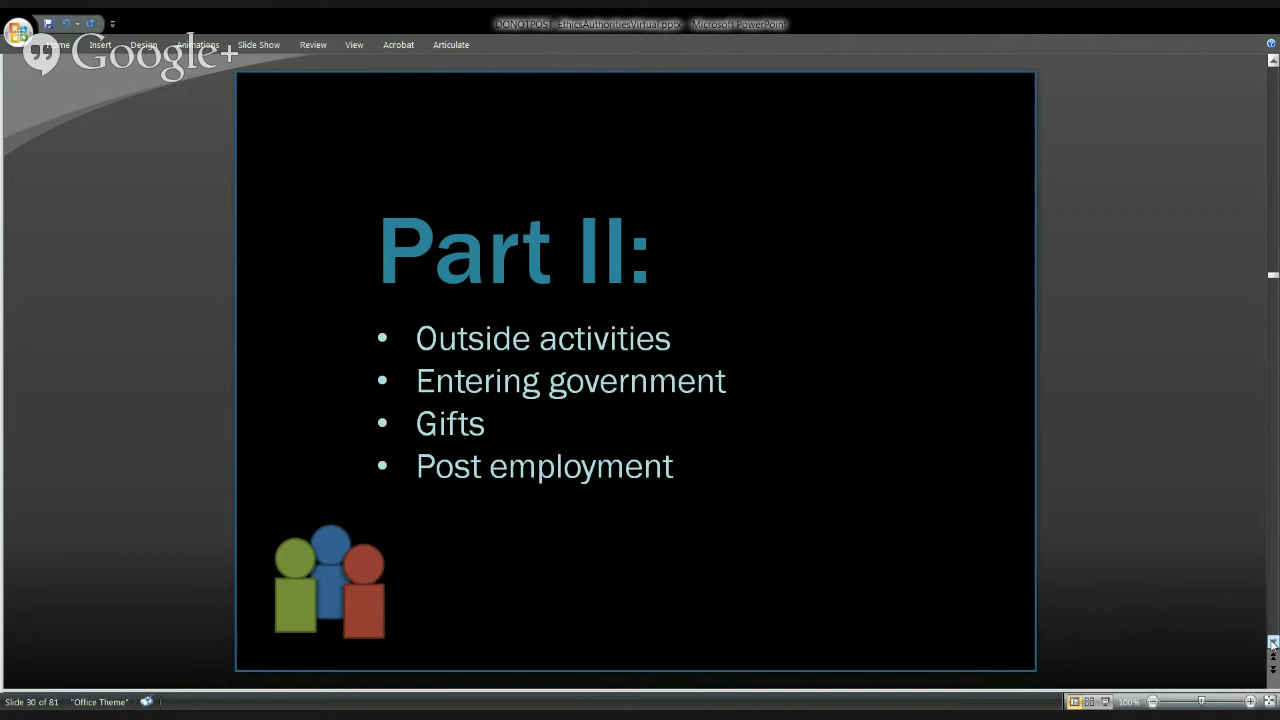 DONOTPOST_EthicsAuthoritiesVirtual.pptx - Microsoft PowerPoint
Home Insert Design Animations Slide Show Review View Acrobat Articulate
Google+
Part II:
• Outside activities
• Entering government
• Gifts
• Post employment
Slide 30 of 81 "Office Theme" 100%